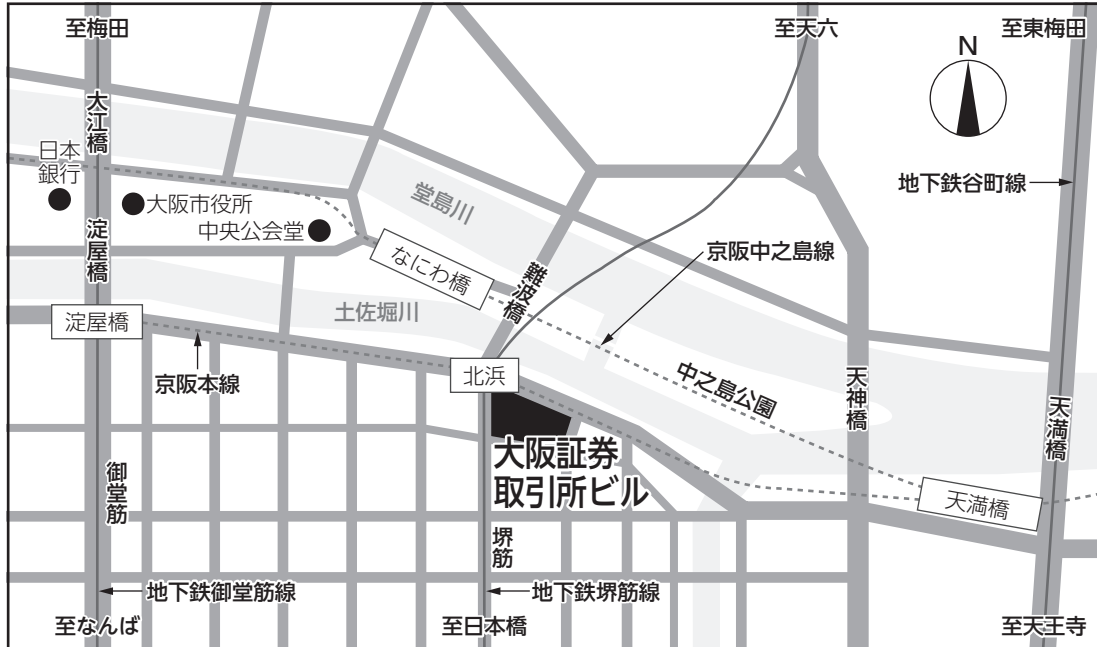 至梅田
至天六
至東梅田
N
大江橋
日本
銀行
大阪市役所
中央公会堂
堂島川
地下鉄谷町線
淀屋橋
なにわ橋
難波橋
京阪中之島線
土佐堀川
淀屋橋
京阪本線
北浜
中之島公園
天神橋
天満橋
大阪証券
取引所ビル
御堂筋
天満橋
堺筋
地下鉄御堂筋線
地下鉄堺筋線
至なんば
至日本橋
至天王寺